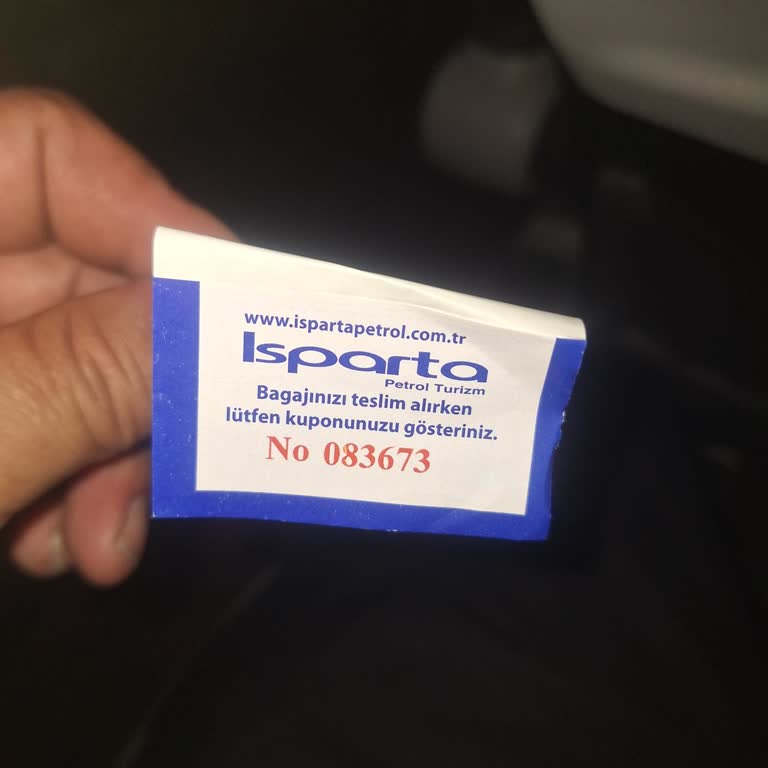 www.ispartapetrol.com.tr
Isparta
Petrol Turizm
Bagajınızı teslim alırken
lütfen kuponunuzu gösteriniz.
No 083673